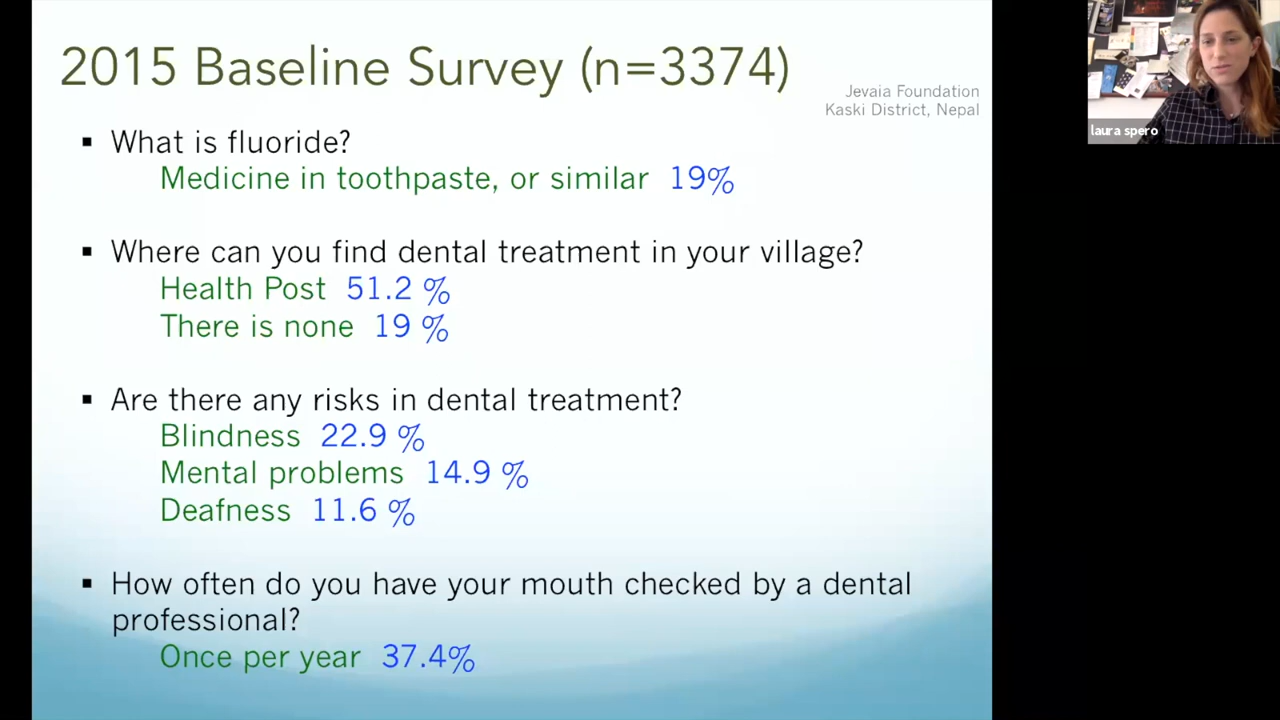 2015 Baseline Survey (n=3374)
Jevaia Foundation
Kaski District, Nepal
▪ What is fluoride?
Medicine in toothpaste, or similar 19%
▪ Where can you find dental treatment in your village?
Health Post 51.2 %
There is none 19 %
▪ Are there any risks in dental treatment?
Blindness 22.9 %
Mental problems 14.9 %
Deafness 11.6 %
▪ How often do you have your mouth checked by a dental
professional?
Once per year 37.4%
laura spero